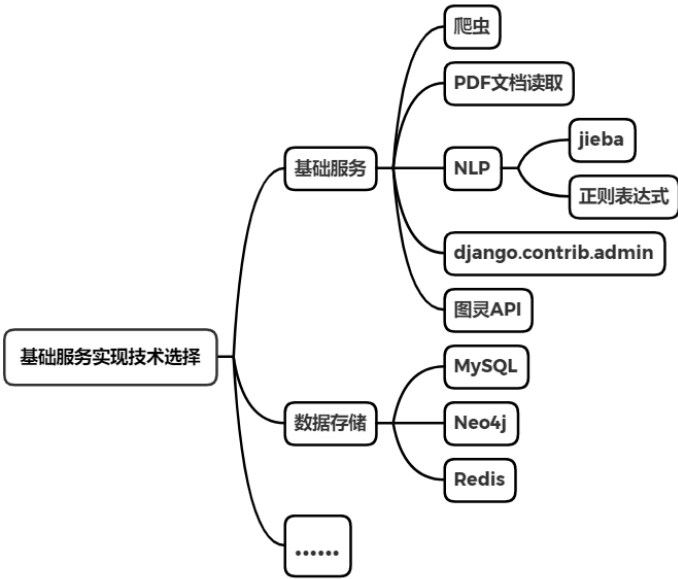 基础服务实现技术选择
基础服务
爬虫
PDF文档读取
NLP
jieba
正则表达式
django.contrib.admin
图灵API
数据存储
MySQL
Neo4j
Redis
......